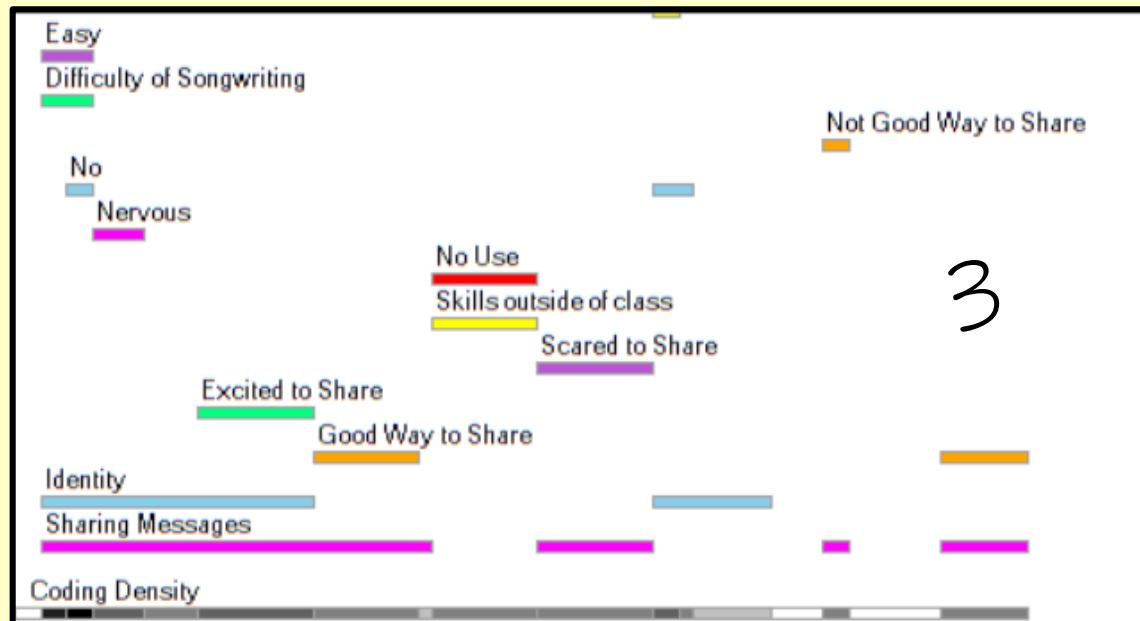 Easy
Difficulty of Songwriting
Not Good Way to Share
No
Nervous
No Use
Skills outside of class
3
Scared to Share
Excited to Share
Good Way to Share
Identity
Sharing Messages
Coding Density